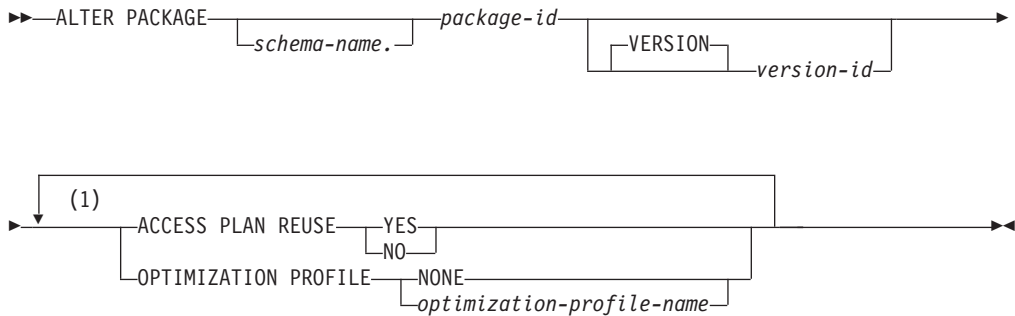 ALTER PACKAGE package-id
schema-name. VERSION
version-id
(1)
ACCESS PLAN REUSE YES
NO
OPTIMIZATION PROFILE NONE
optimization-profile-name